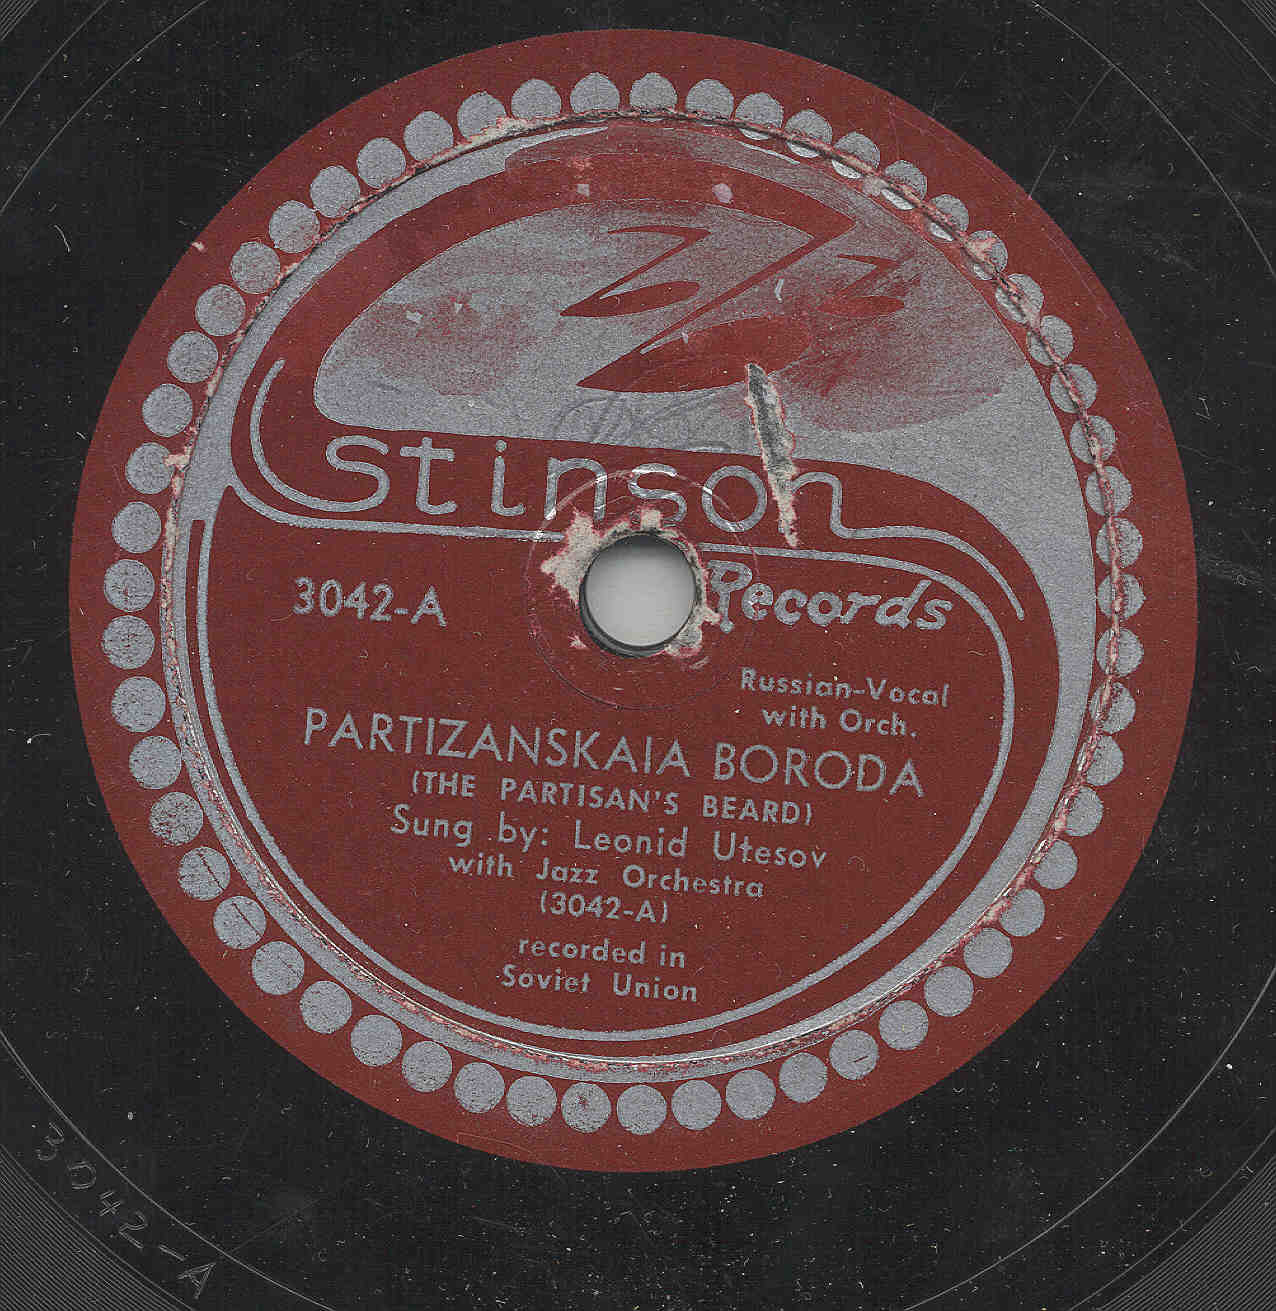 Stinson
Records
3042-A
Russian-Vocal
with Orch.
PARTIZANSKAIA BORODA
(THE PARTISAN'S BEARD)
Sung by: Leonid Utesov
with Jazz Orchestra
(3042-A)
recorded in
Soviet Union
3042-A